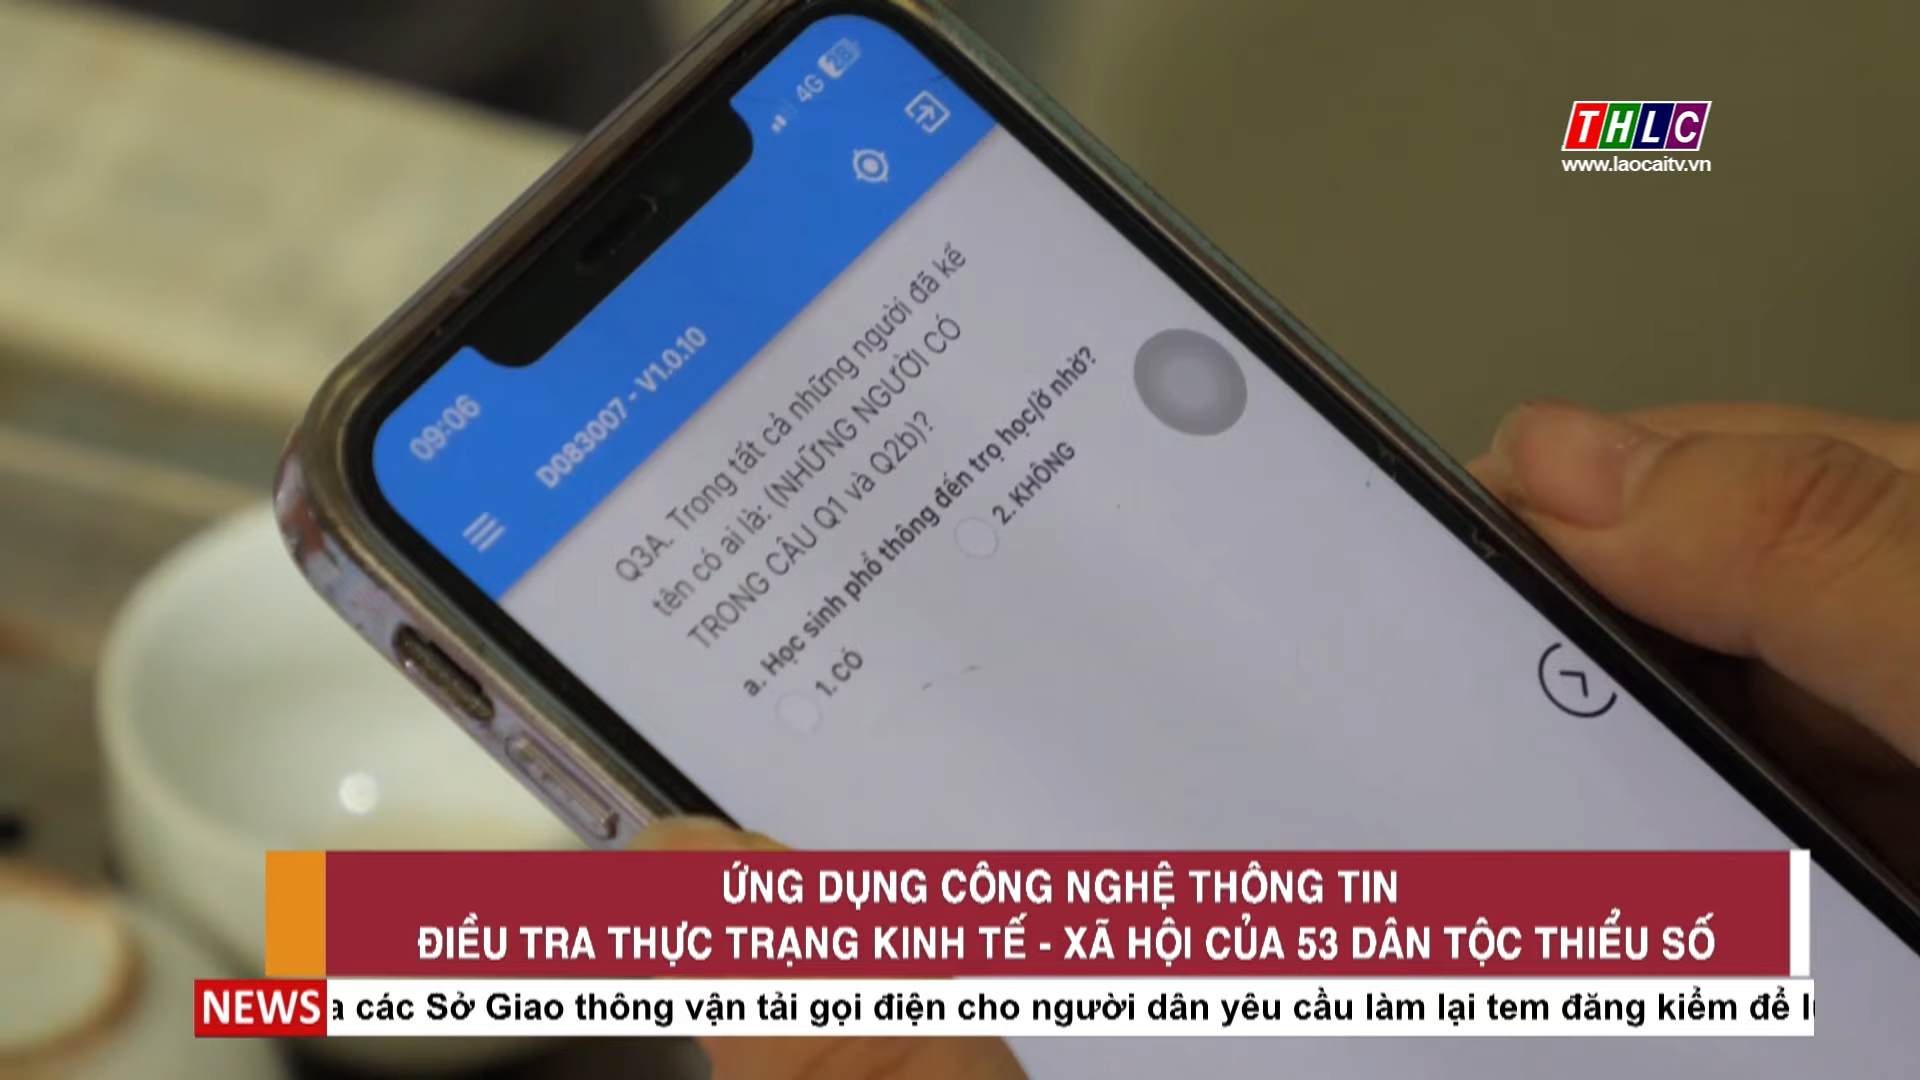 THLC
www.laocaitv.vn
4G 28
09:06
D083007 - V1.0.10
Q3A. Trong tất cả những người đã kể
tên có ai là: (NHỮNG NGƯỜI CÓ
TRONG CÂU Q1 và Q2b)?
a. Học sinh phổ thông đến trọ học/ở nhờ?
1. CÓ
2. KHÔNG
ỨNG DỤNG CÔNG NGHỆ THÔNG TIN
ĐIỀU TRA THỰC TRẠNG KINH TẾ - XÃ HỘI CỦA 53 DÂN TỘC THIỂU SỐ
NEWS
a các Sở Giao thông vận tải gọi điện cho người dân yêu cầu làm lại tem đăng kiểm để